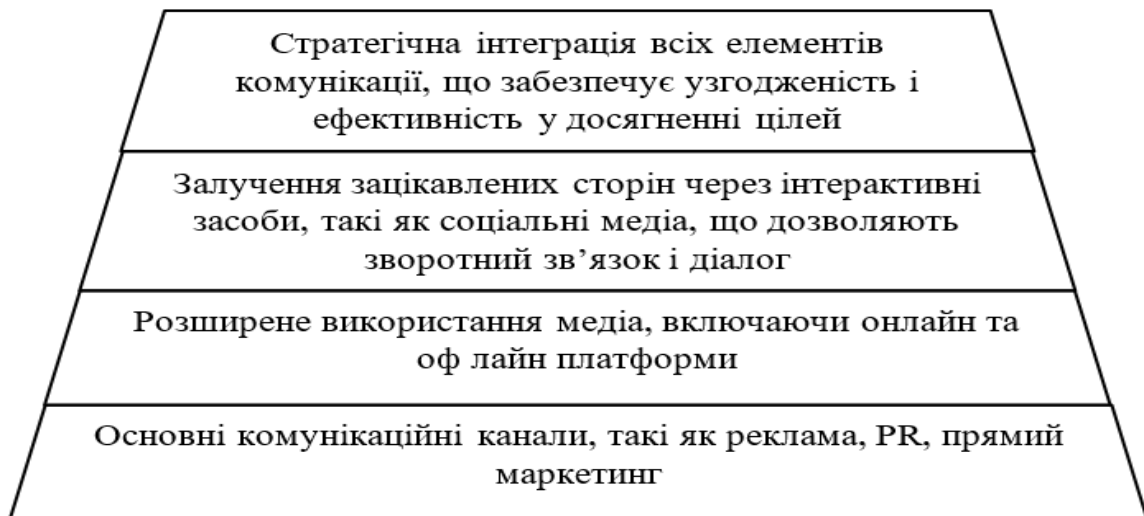 Стратегічна інтеграція всіх елементів
комунікації, що забезпечує узгодженість і
ефективність у досягненні цілей
Залучення зацікавлених сторін через інтерактивні
засоби, такі як соціальні медіа, що дозволяють
зворотний зв’язок і діалог
Розширене використання медіа, включаючи онлайн та
оф лайн платформи
Основні комунікаційні канали, такі як реклама, PR, прямий
маркетинг